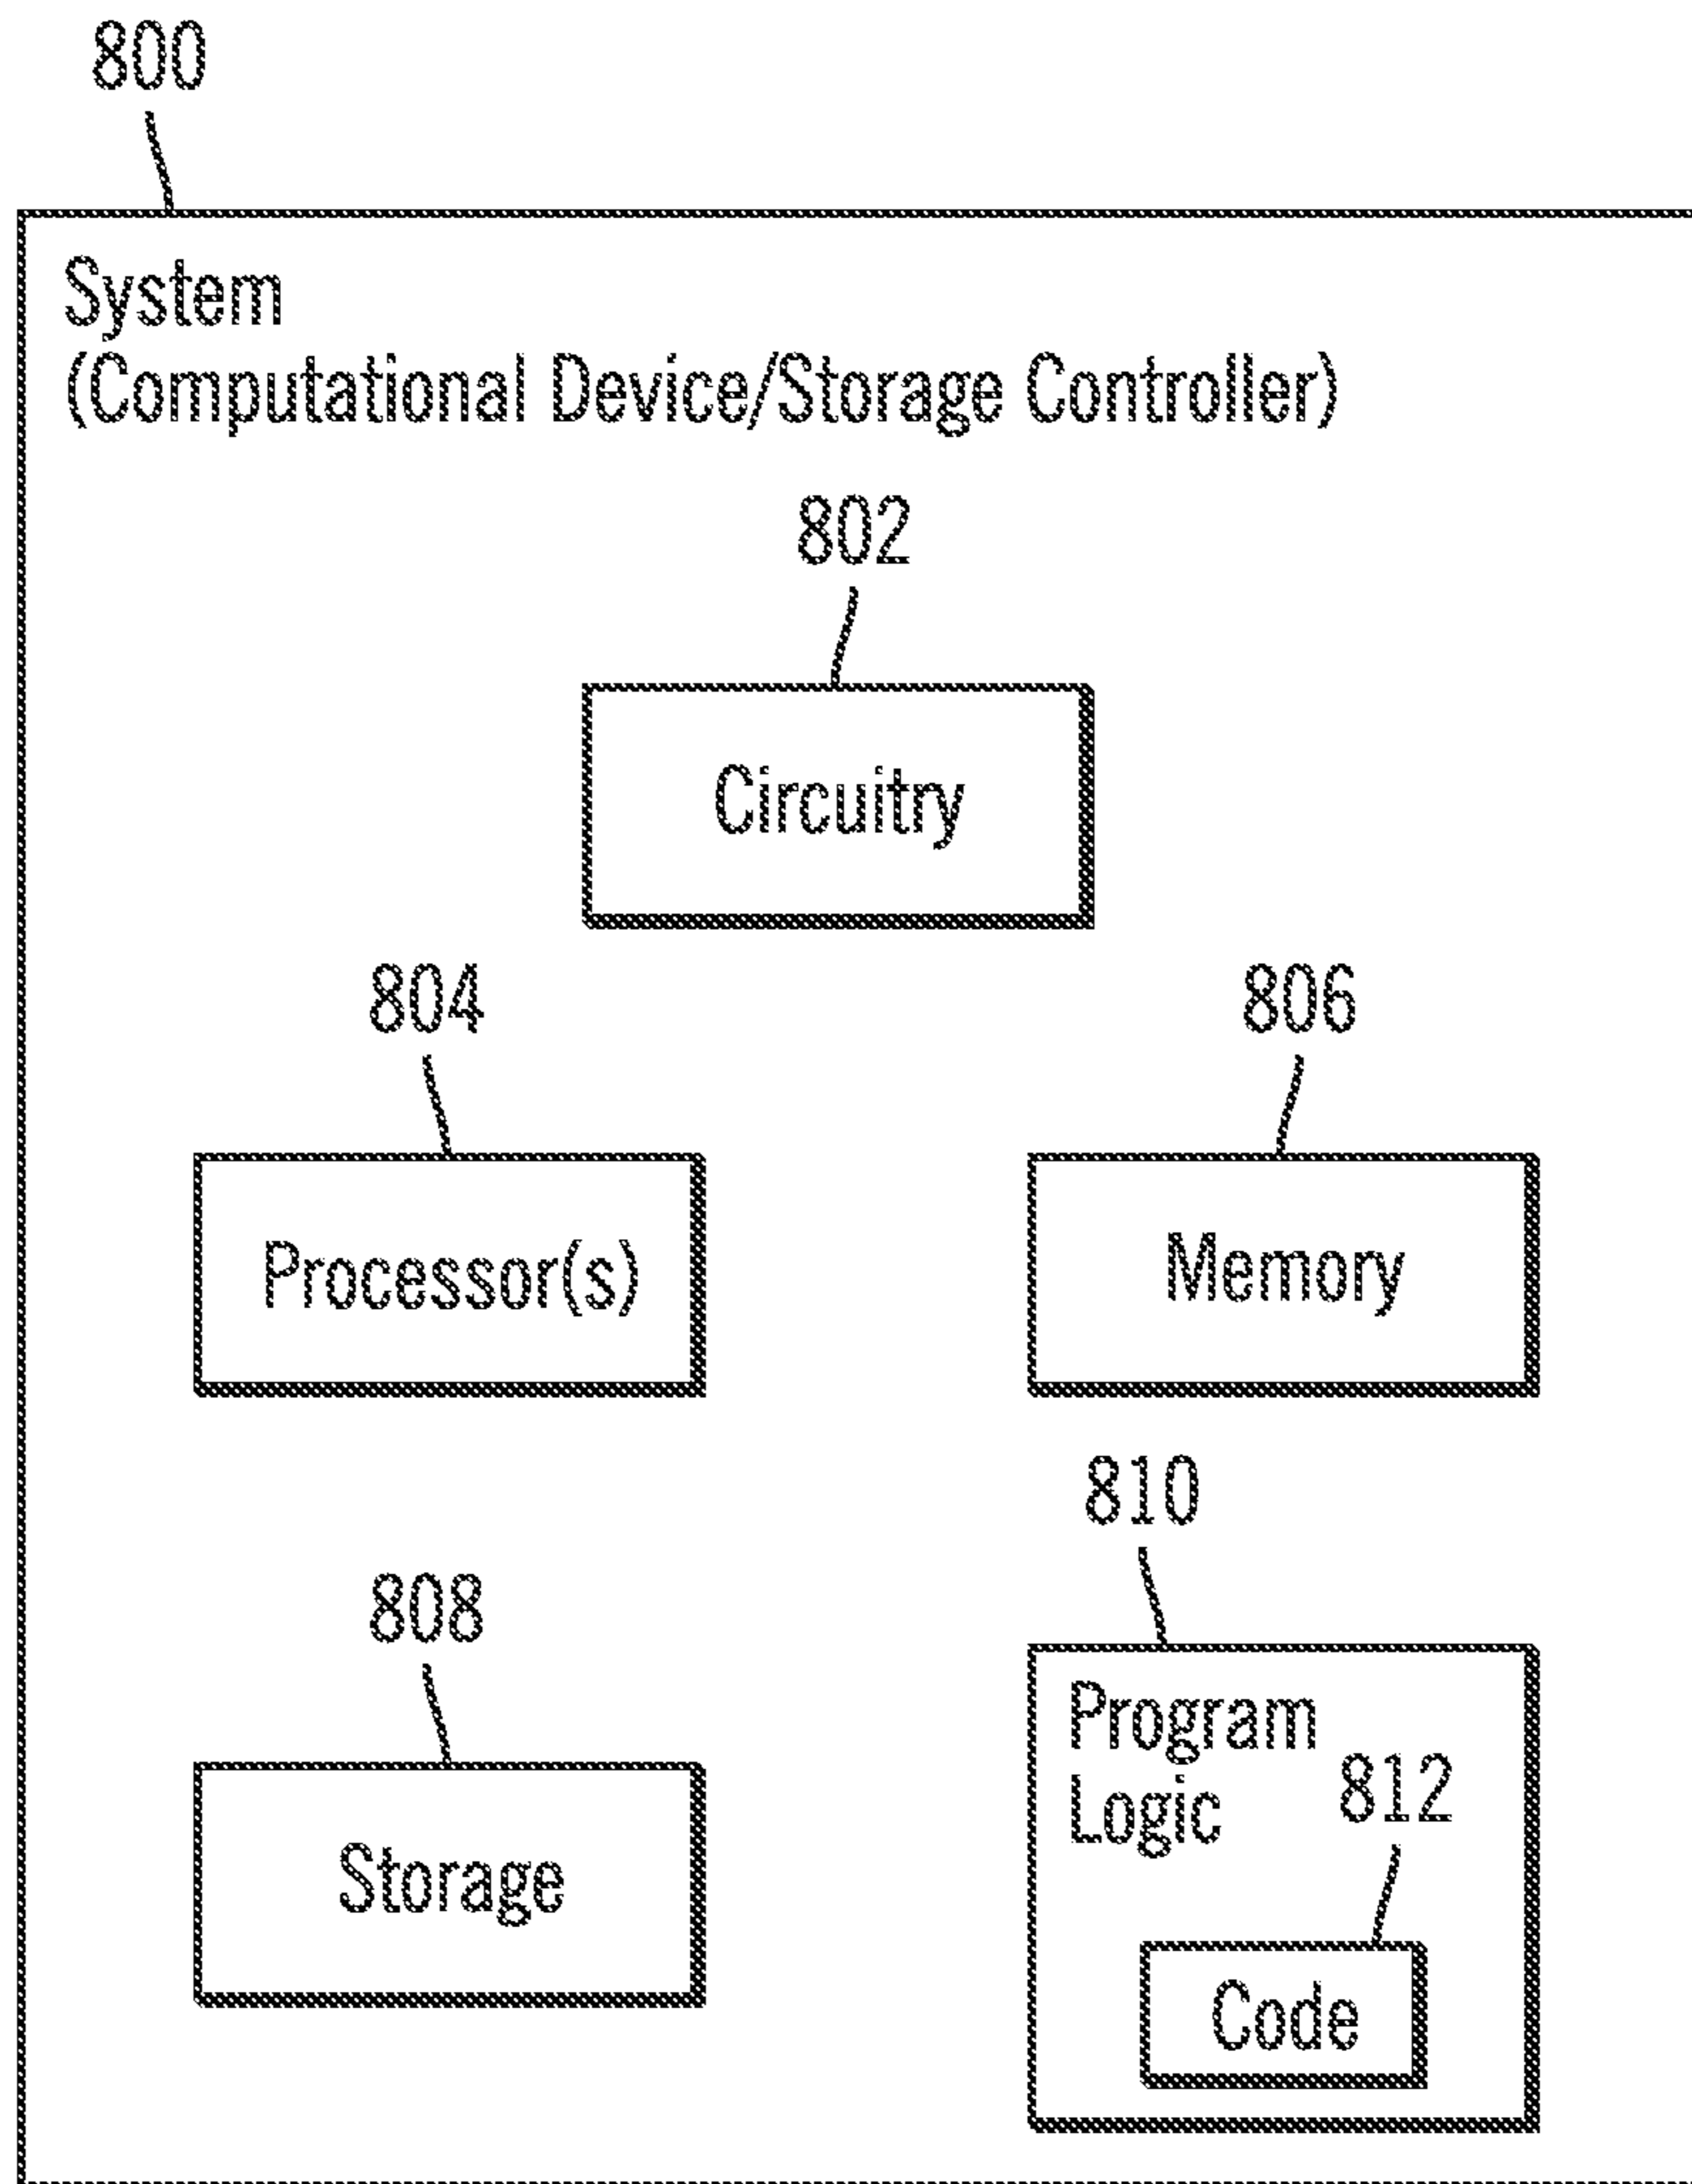 800
System
(Computational Device/Storage Controller)
802
Circuitry
804
806
Processor(s)
Memory
810
808
Program
Logic
812
Storage
Code